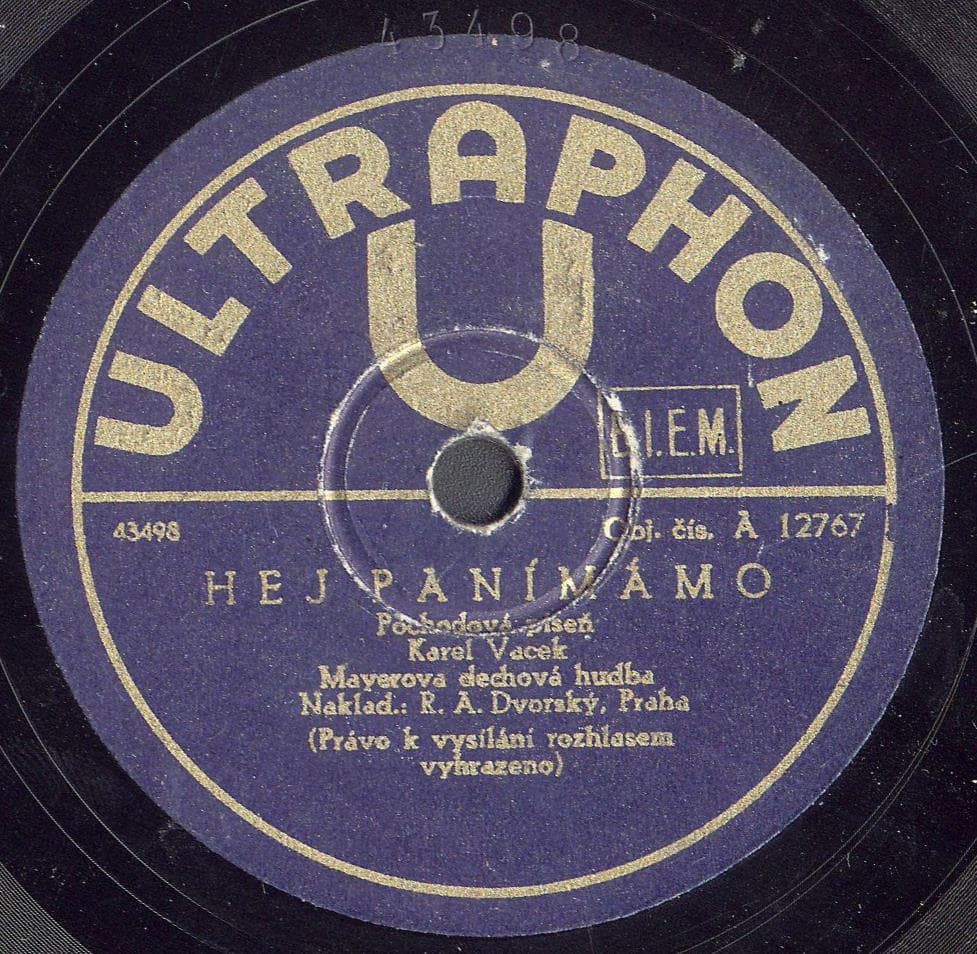 43498
ULTRAPHON
U
B.I.E.M.
43498
Obj. čís. A 12767
HEJ PANÍMÁMO
Pochodová píseň
Karel Vacek
Mayerova dechová hudba
Naklad.: R. A. Dvorský, Praha
(Právo k vysílání rozhlasem
vyhrazeno)